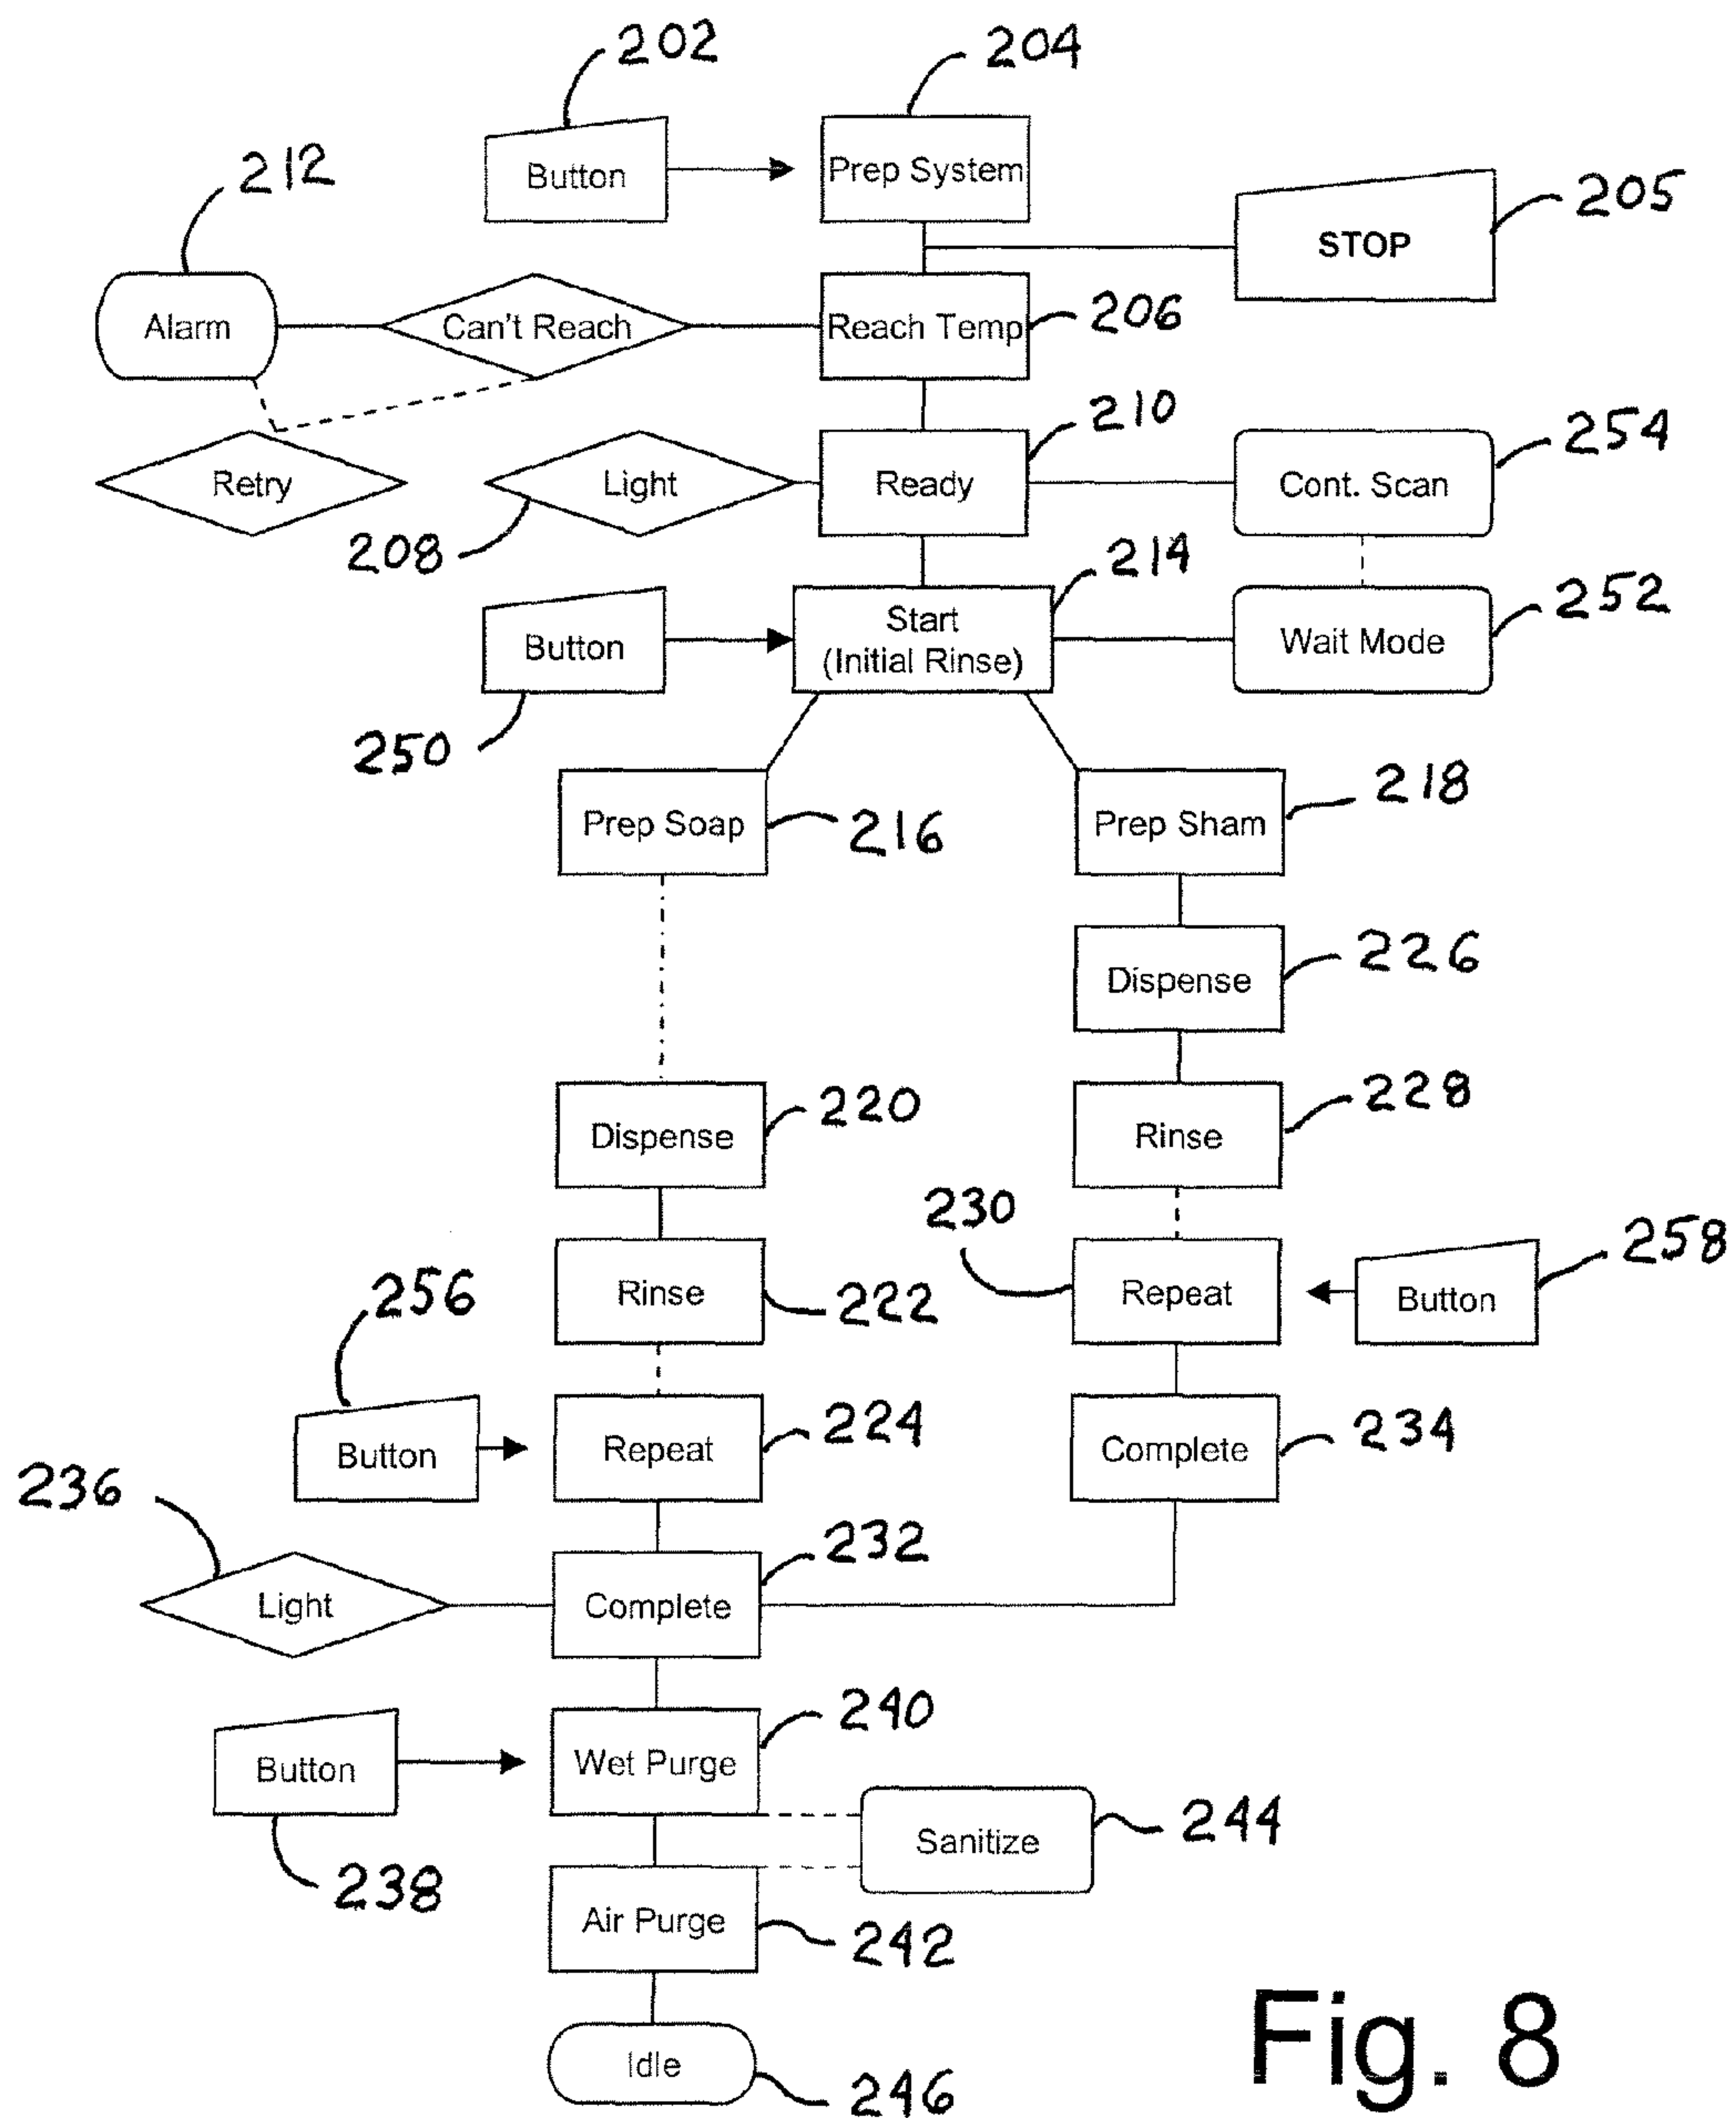 202
204
Button
Prep System
212
205
STOP
Alarm
Can't Reach
Reach Temp
206
210
254
Retry
Light
Ready
Cont. Scan
208
214
252
Button
Start
(Initial Rinse)
Wait Mode
250
218
Prep Soap
216
Prep Sham
226
Dispense
220
228
Dispense
Rinse
230
258
256
Rinse
222
Repeat
Button
224
234
Button
Repeat
Complete
236
232
Light
Complete
240
Button
Wet Purge
244
Sanitize
238
Air Purge
242
Idle
246
Fig. 8